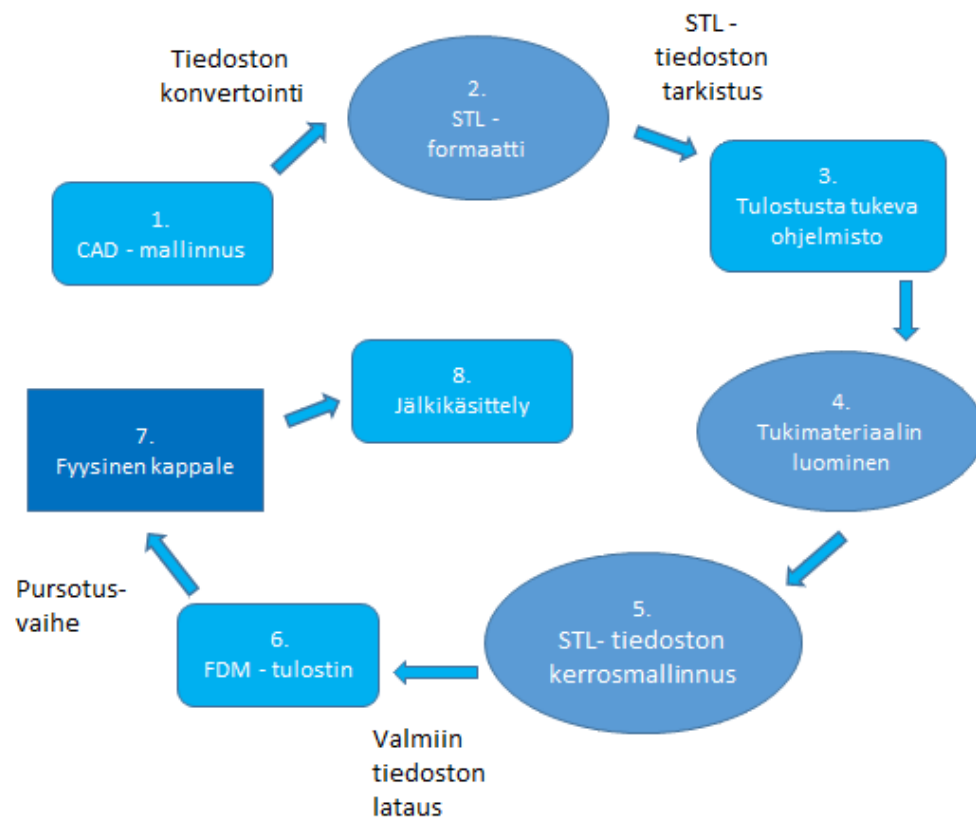 1.
CAD - mallinnus
Tiedoston
konvertointi
2.
STL -
formaatti
STL -
tiedoston
tarkistus
3.
Tulostusta tukeva
ohjelmisto
4.
Tukimateriaalin
luominen
5.
STL- tiedoston
kerrosmallinnus
Valmiin
tiedoston
lataus
6.
FDM - tulostin
Pursotus-
vaihe
7.
Fyysinen kappale
8.
Jälkikäsittely